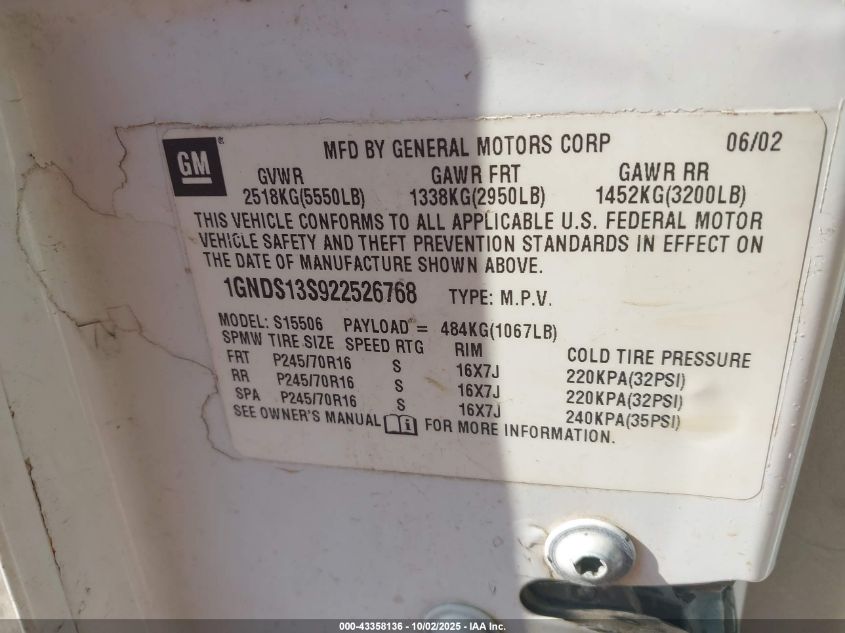 GM
MFD BY GENERAL MOTORS CORP 06/02
GVWR GAWR FRT GAWR RR
2518KG(5550LB) 1338KG(2950LB) 1452KG(3200LB)
THIS VEHICLE CONFORMS TO ALL APPLICABLE U.S. FEDERAL MOTOR
VEHICLE SAFETY AND THEFT PREVENTION STANDARDS IN EFFECT ON
THE DATE OF MANUFACTURE SHOWN ABOVE.
1GNDS13S922526768 TYPE: M.P.V.
MODEL: S15506 PAYLOAD = 484KG(1067LB)
SPMW TIRE SIZE SPEED RTG RIM COLD TIRE PRESSURE
FRT P245/70R16 S 16X7J 220KPA(32PSI)
RR P245/70R16 S 16X7J 220KPA(32PSI)
SPA P245/70R16 S 16X7J 240KPA(35PSI)
SEE OWNER'S MANUAL i FOR MORE INFORMATION.
000-43358136 - 10/02/2025 - IAA Inc.